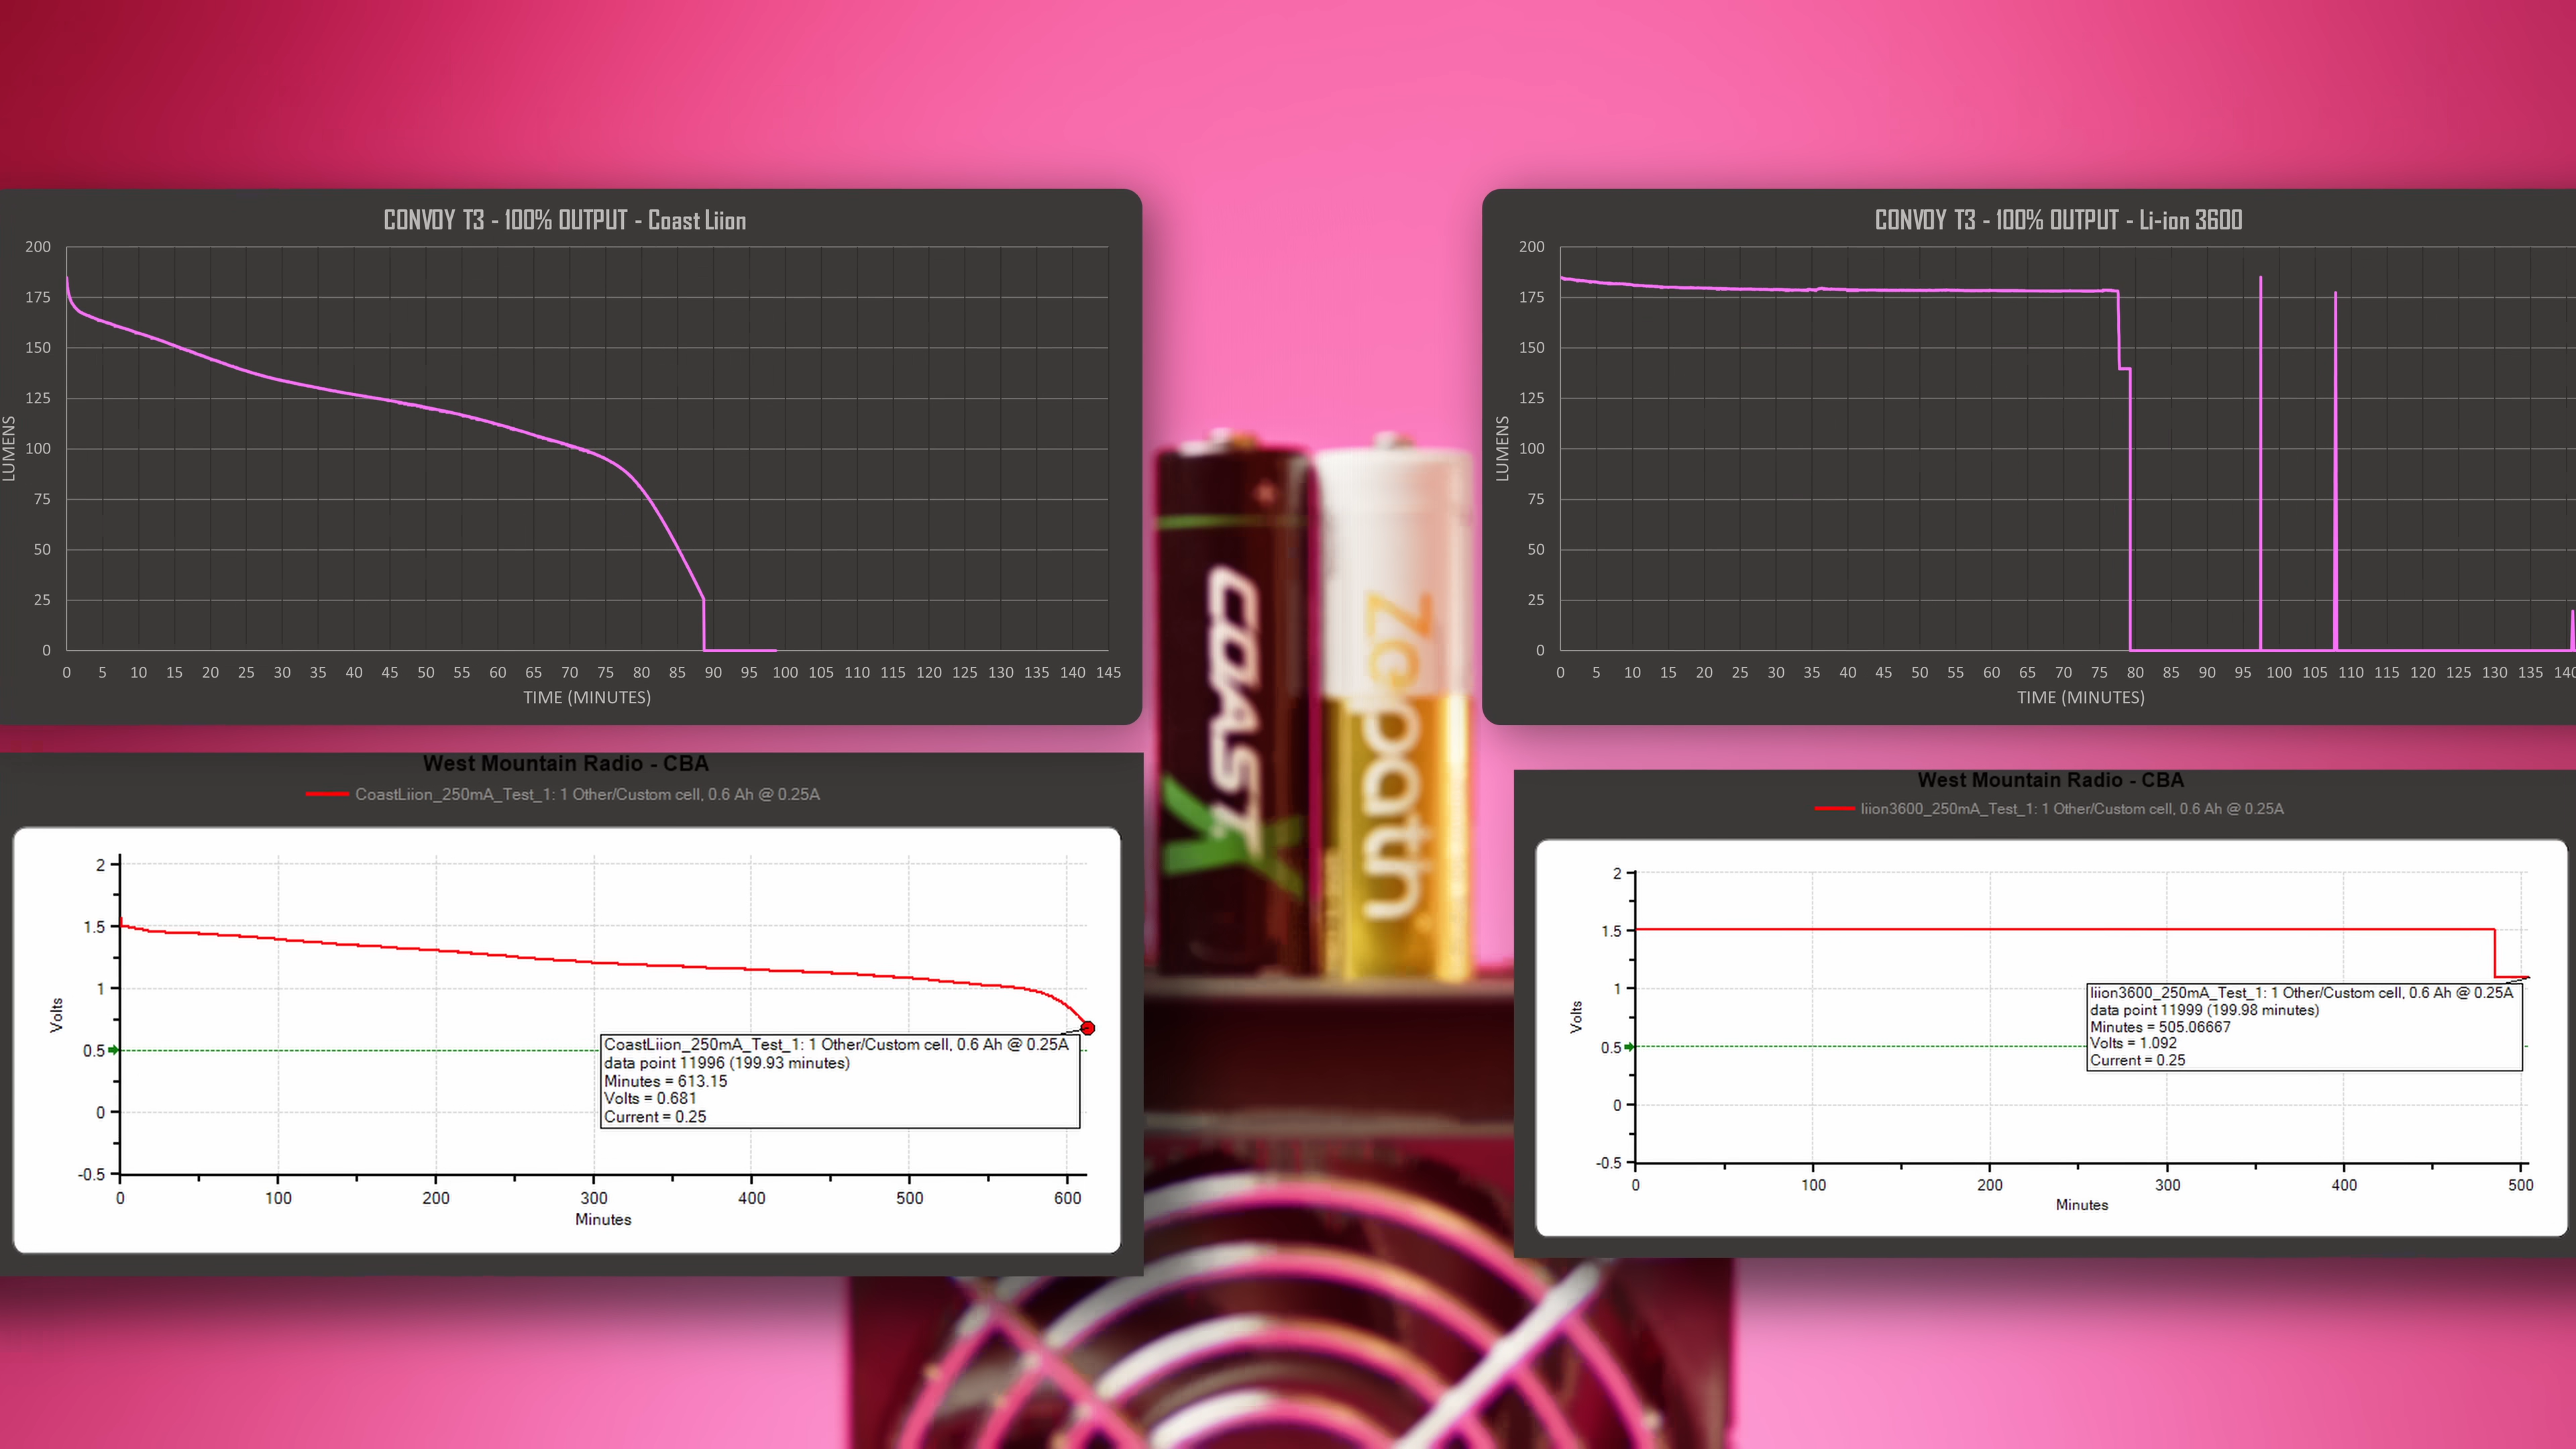 CONVOY T3 - 100% OUTPUT - Coast Liion
200
175
150
125
100
75
50
25
0
LUMENS
0 5 10 15 20 25 30 35 40 45 50 55 60 65 70 75 80 85 90 95 100 105 110 115 120 125 130 135 140 145
TIME (MINUTES)
CONVOY T3 - 100% OUTPUT - Li-ion 3600
200
175
150
125
100
75
50
25
0
LUMENS
0 5 10 15 20 25 30 35 40 45 50 55 60 65 70 75 80 85 90 95 100 105 110 115 120 125 130 135 140
TIME (MINUTES)
COAST
Zepath
West Mountain Radio - CBA
CoastLiion_250mA_Test_1: 1 Other/Custom cell, 0.6 Ah @ 0.25A
2
1.5
1
0.5
0
-0.5
Volts
CoastLiion_250mA_Test_1: 1 Other/Custom cell, 0.6 Ah @ 0.25A
data point 11996 (199.93 minutes)
Minutes = 613.15
Volts = 0.681
Current = 0.25
0 100 200 300 400 500 600
Minutes
West Mountain Radio - CBA
liion3600_250mA_Test_1: 1 Other/Custom cell, 0.6 Ah @ 0.25A
2
1.5
1
0.5
0
-0.5
Volts
liion3600_250mA_Test_1: 1 Other/Custom cell, 0.6 Ah @ 0.25A
data point 11999 (199.98 minutes)
Minutes = 505.06667
Volts = 1.092
Current = 0.25
0 100 200 300 400 500
Minutes